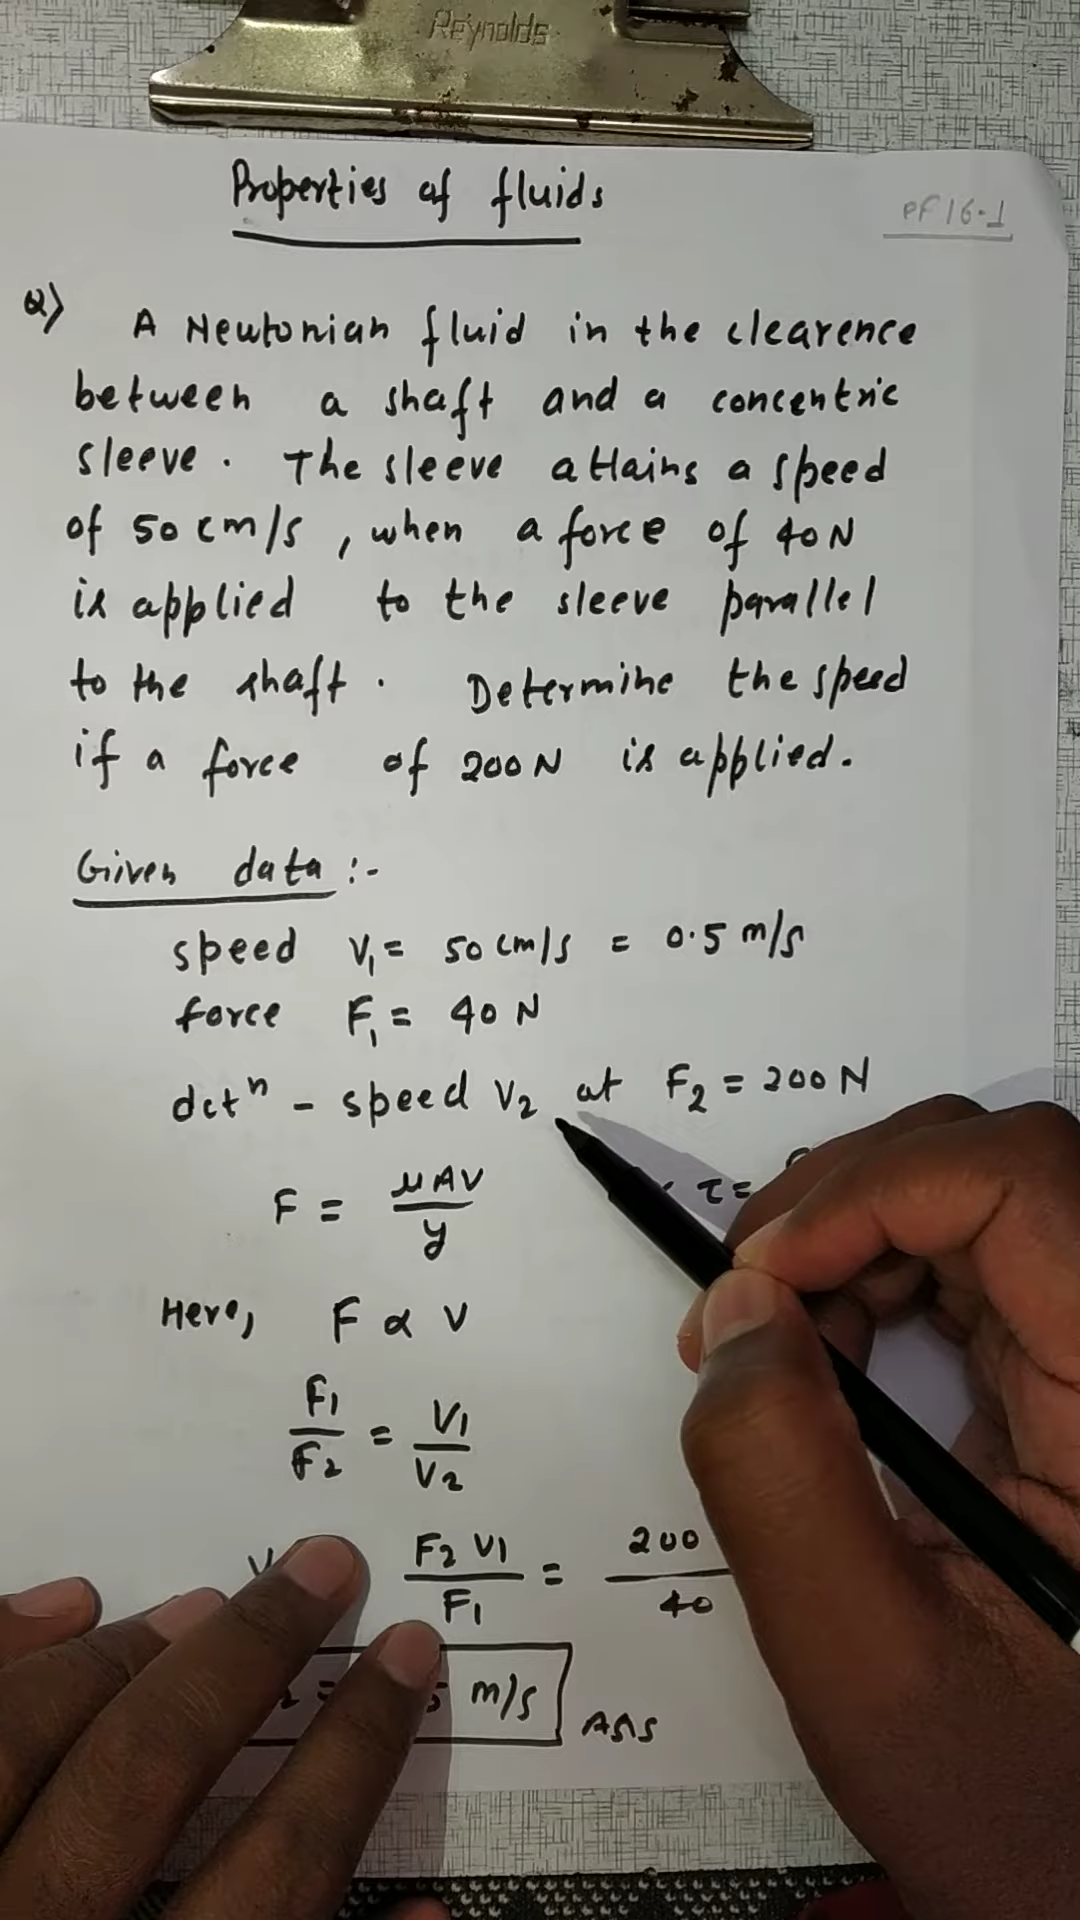 Reynolds
Properties of fluids
PF16.1
Q)
A Newtonian fluid in the clearence
between a shaft and a concentric
sleeve. The sleeve attains a speed
of 50 cm/s, when a force of 40 N
is applied to the sleeve parallel
to the shaft. Determine the speed
if a force of 200 N is applied.
Given data :-
speed V₁ = 50 cm/s = 0.5 m/s
force F₁ = 40 N
detⁿ - speed V₂ at F₂ = 200 N
F = μAV/y
τ =
Here, F ∝ V
F₁/F₂ = V₁/V₂
F₂ V₁/F₁ = 200/40
m/s
Ans